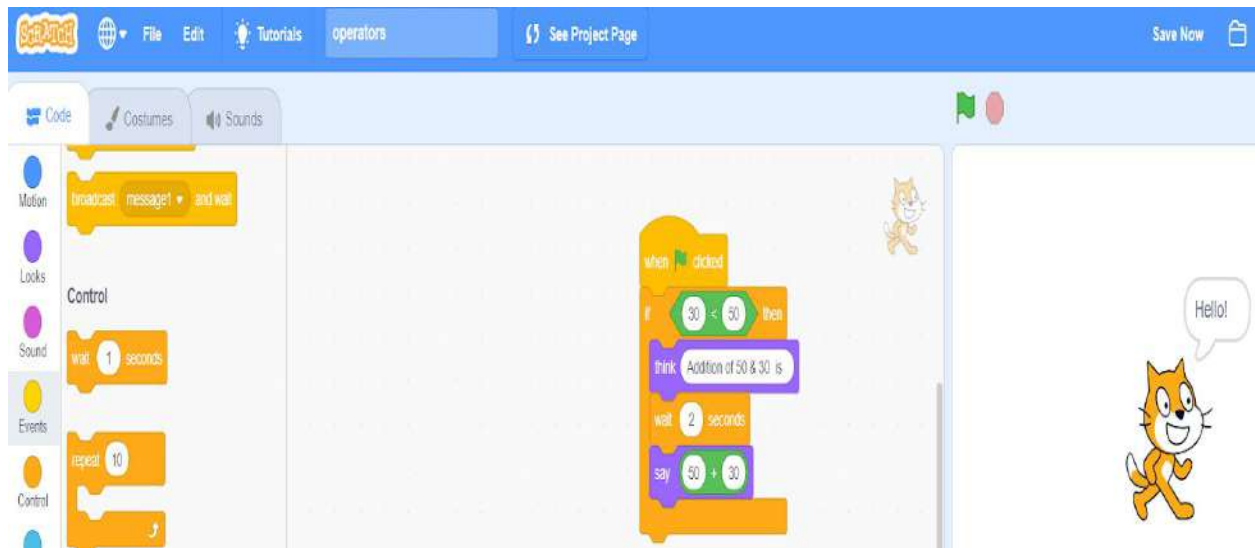 SCRATCH File Edit Tutorials operators See Project Page Save Now
Code Costumes Sounds
Motion
Looks
Sound
Events
Control
broadcast message1 and wait
Control
wait 1 seconds
repeat 10
when clicked
if 30 < 50 then
think Addition of 50 & 30 is
wait 2 seconds
say 50 + 30
Hello!